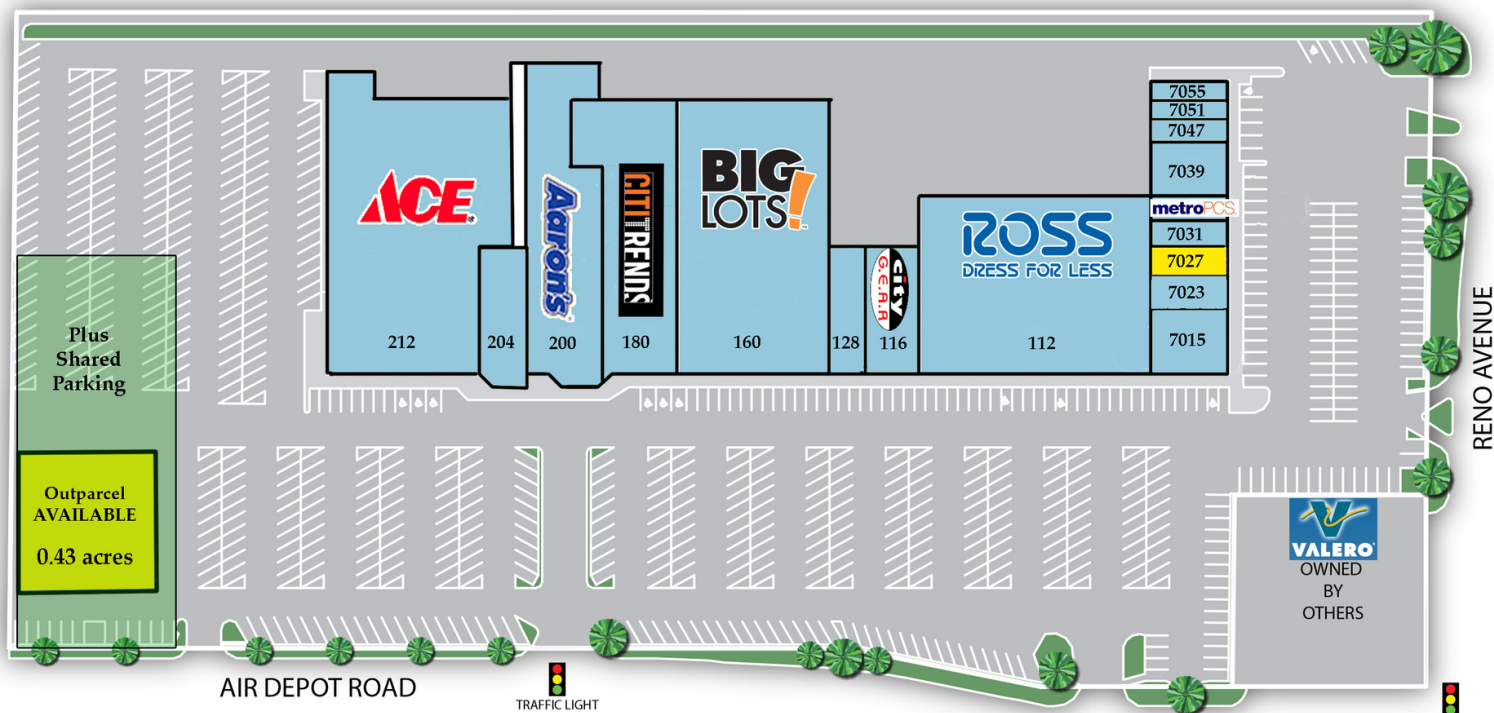 7055
7051
7047
7039
metroPCS.
7031
7027
7023
7015
ACE
Aaron's
CITITRENDS
BIG
LOTS!
City
G.E.A.R
ROSS
DRESS FOR LESS
212
204
200
180
160
128
116
112
Plus
Shared
Parking
Outparcel
AVAILABLE
0.43 acres
VALERO
OWNED
BY
OTHERS
RENO AVENUE
AIR DEPOT ROAD
TRAFFIC LIGHT